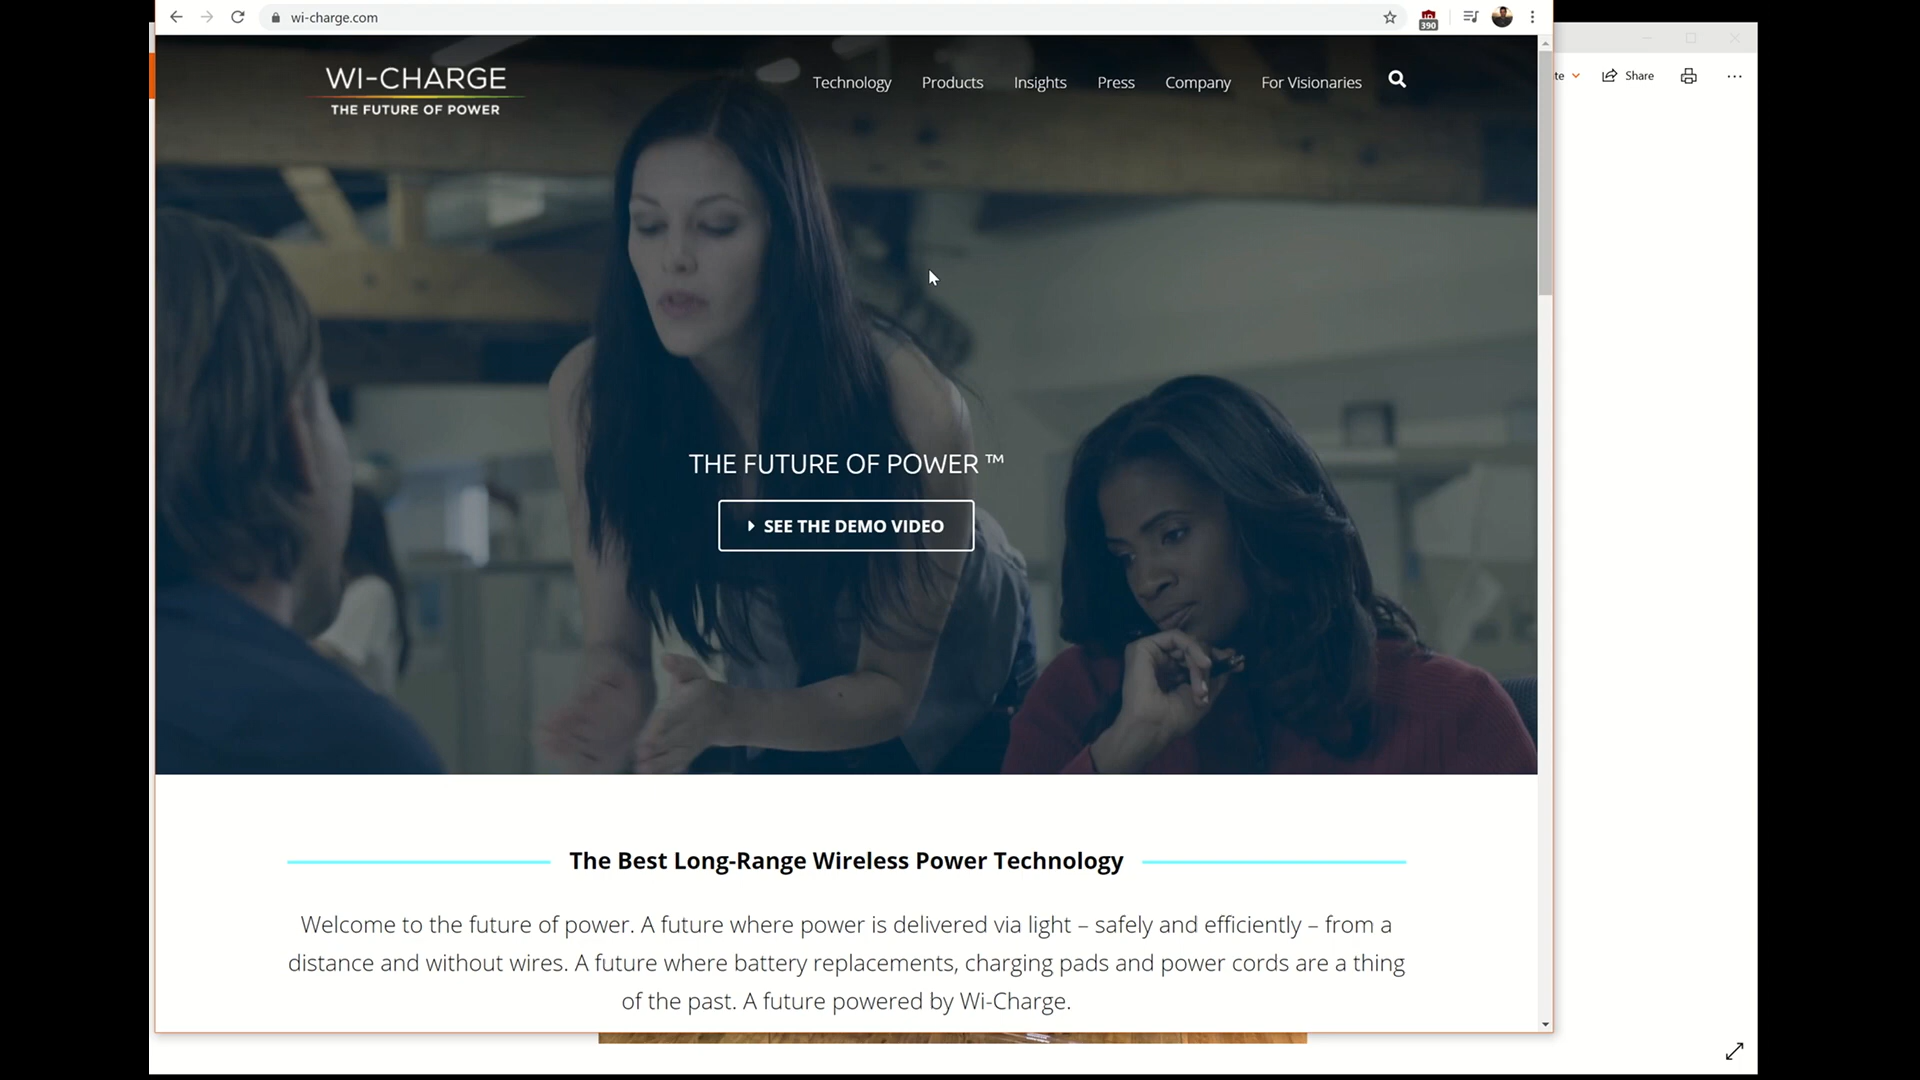 wi-charge.com
390
te
Share
WI-CHARGE
THE FUTURE OF POWER
Technology
Products
Insights
Press
Company
For Visionaries
THE FUTURE OF POWER ™
SEE THE DEMO VIDEO
The Best Long-Range Wireless Power Technology
Welcome to the future of power. A future where power is delivered via light – safely and efficiently – from a
distance and without wires. A future where battery replacements, charging pads and power cords are a thing
of the past. A future powered by Wi-Charge.